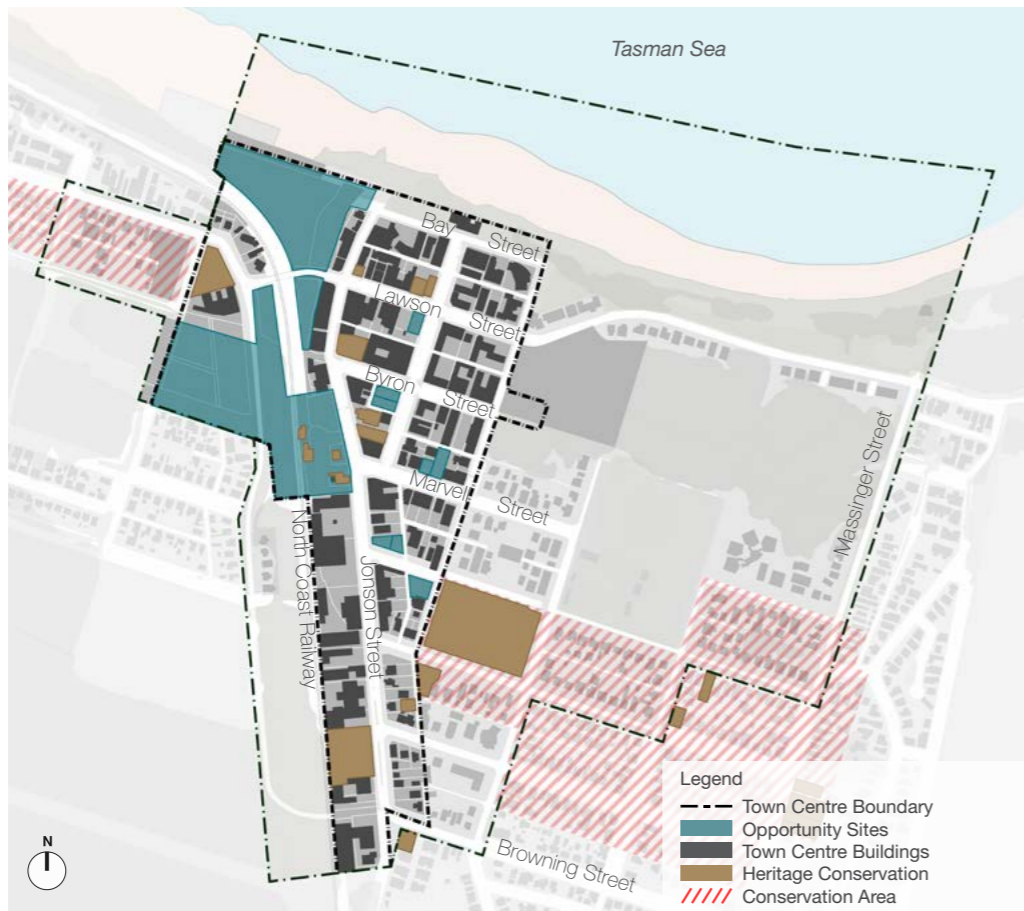 Tasman Sea
Bay Street
Lawson Street
Byron Street
Marvel Street
Massinger Street
North Coast Railway
Jonson Street
Browning Street
N
Legend
Town Centre Boundary
Opportunity Sites
Town Centre Buildings
Heritage Conservation
Conservation Area